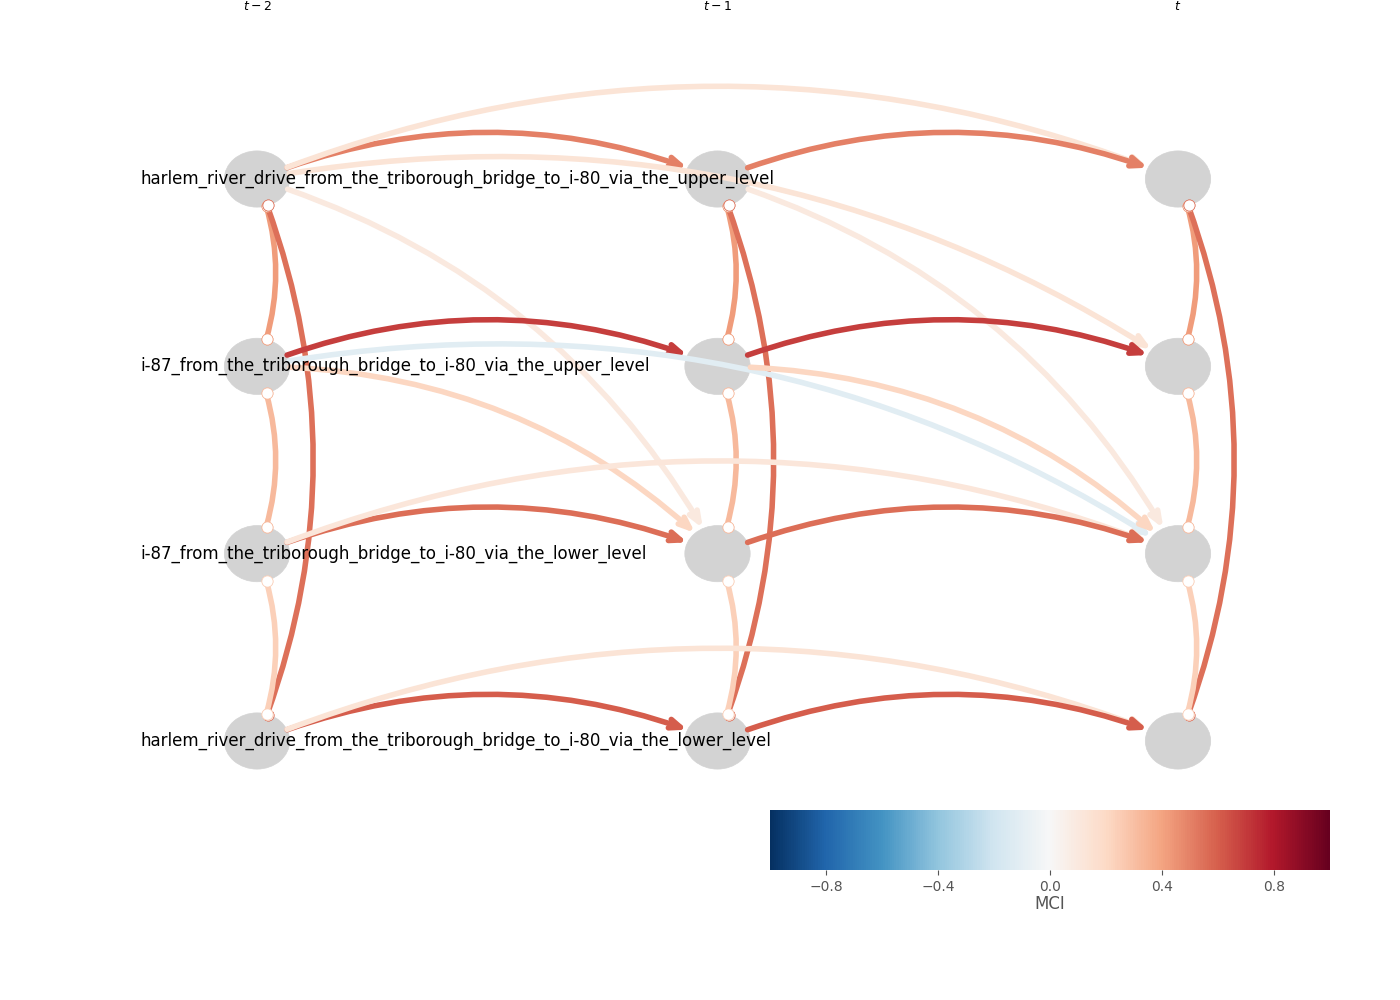 t − 2 t − 1 t
harlem_river_drive_from_the_triborough_bridge_to_i-80_via_the_upper_level
i-87_from_the_triborough_bridge_to_i-80_via_the_upper_level
i-87_from_the_triborough_bridge_to_i-80_via_the_lower_level
harlem_river_drive_from_the_triborough_bridge_to_i-80_via_the_lower_level
−0.8 −0.4 0.0 0.4 0.8
MCI